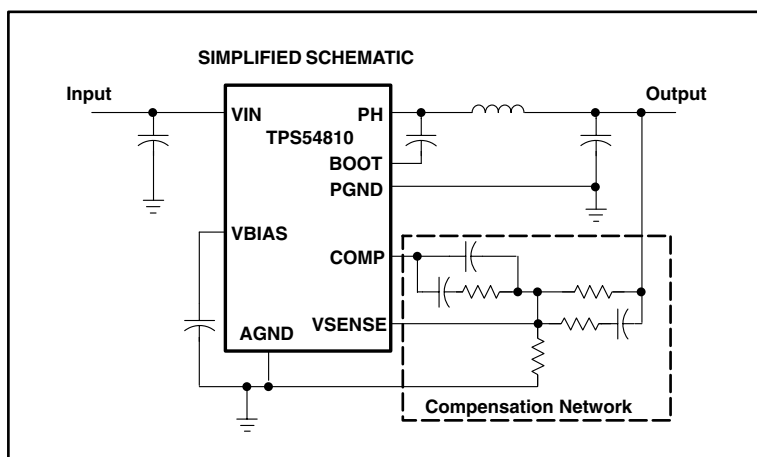 SIMPLIFIED SCHEMATIC
Input
Output
VIN
PH
TPS54810
BOOT
PGND
VBIAS
COMP
VSENSE
AGND
Compensation Network